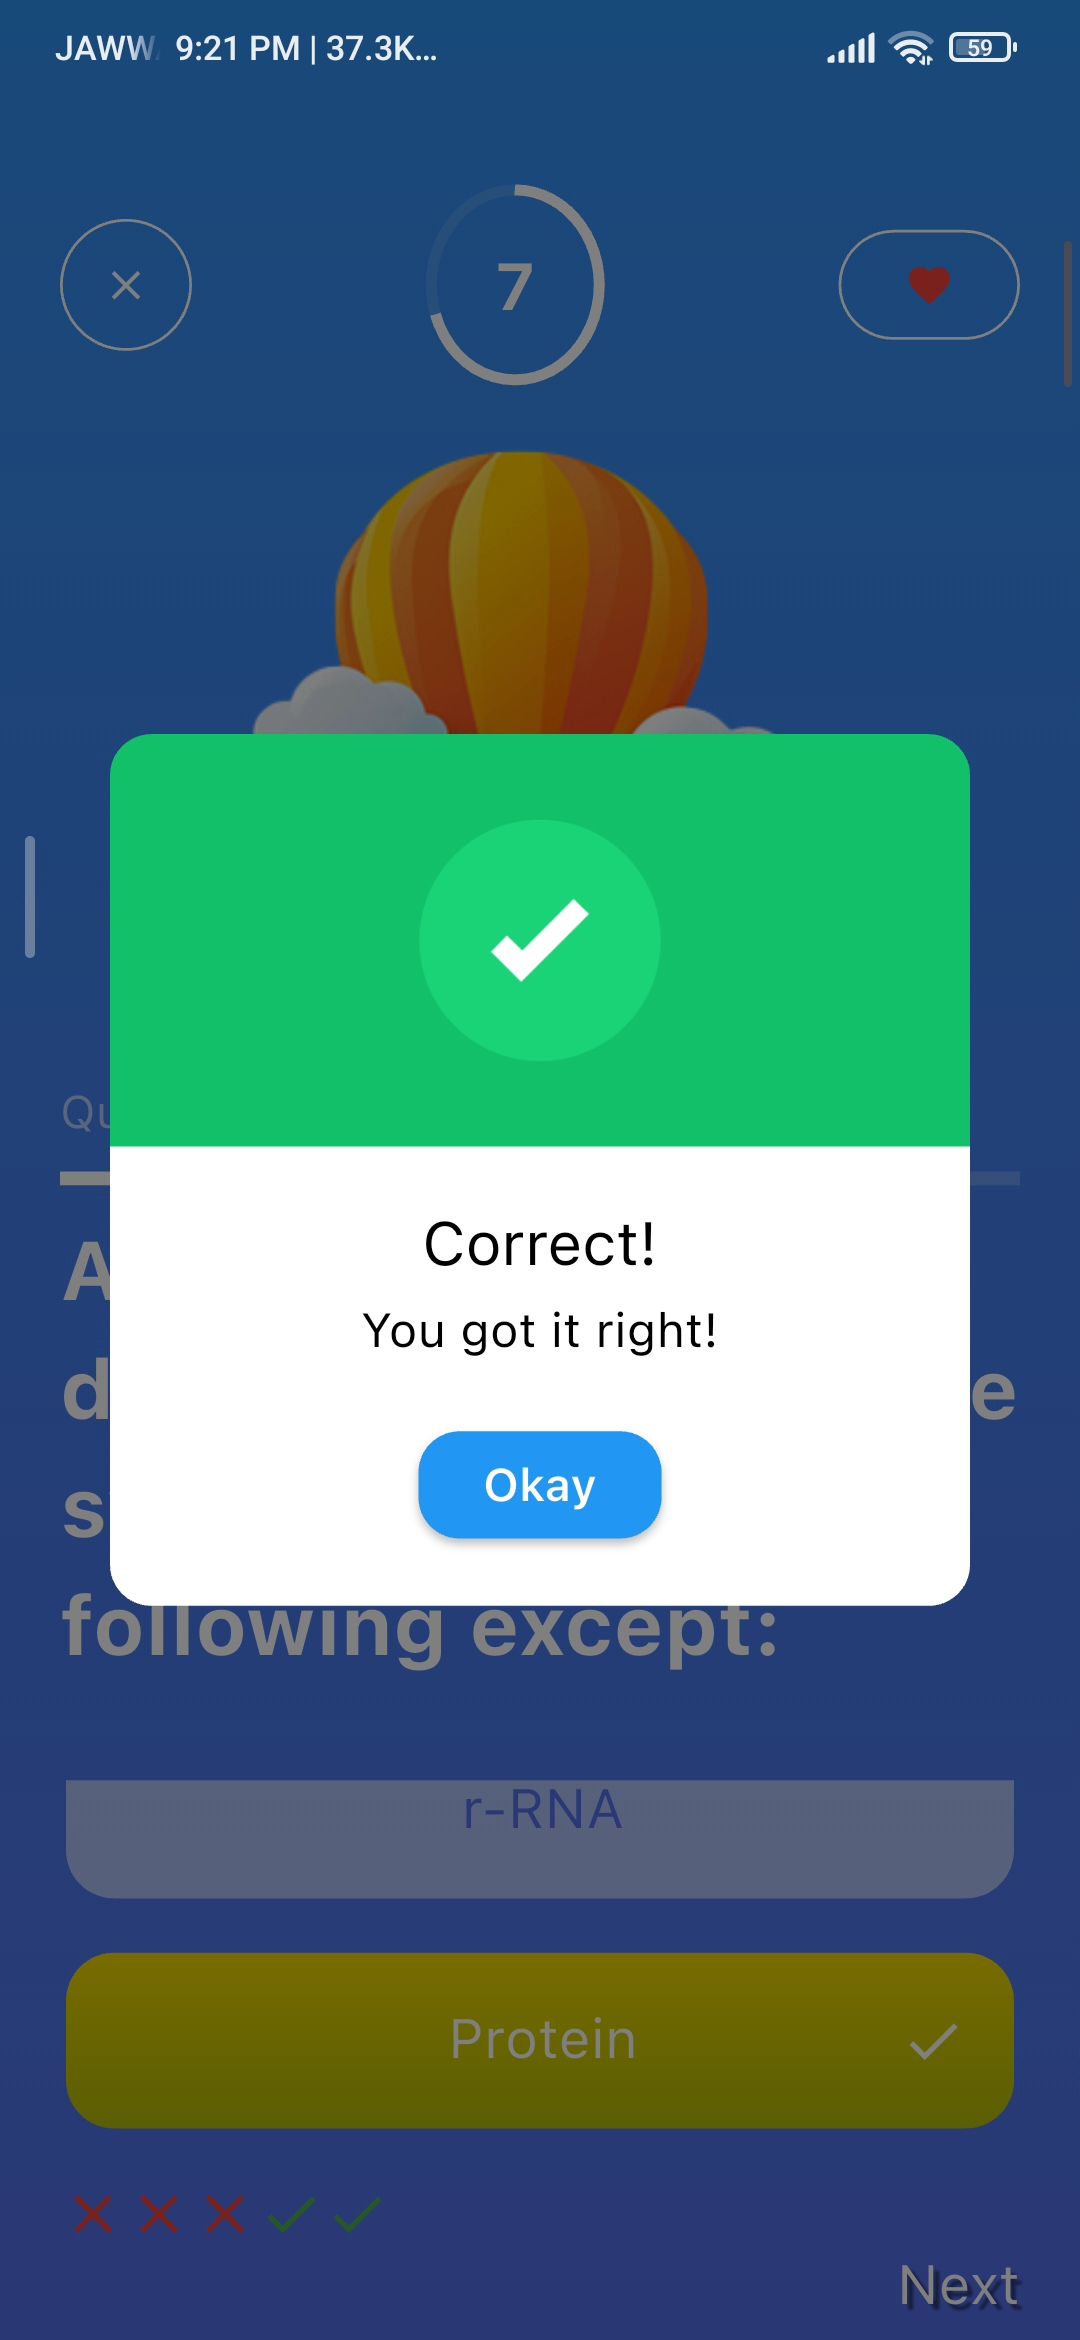 JAWW 9:21 PM | 37.3K... 59
7
Qu
A
d e
s
Correct!
You got it right!
Okay
following except:
r-RNA
Protein
Next